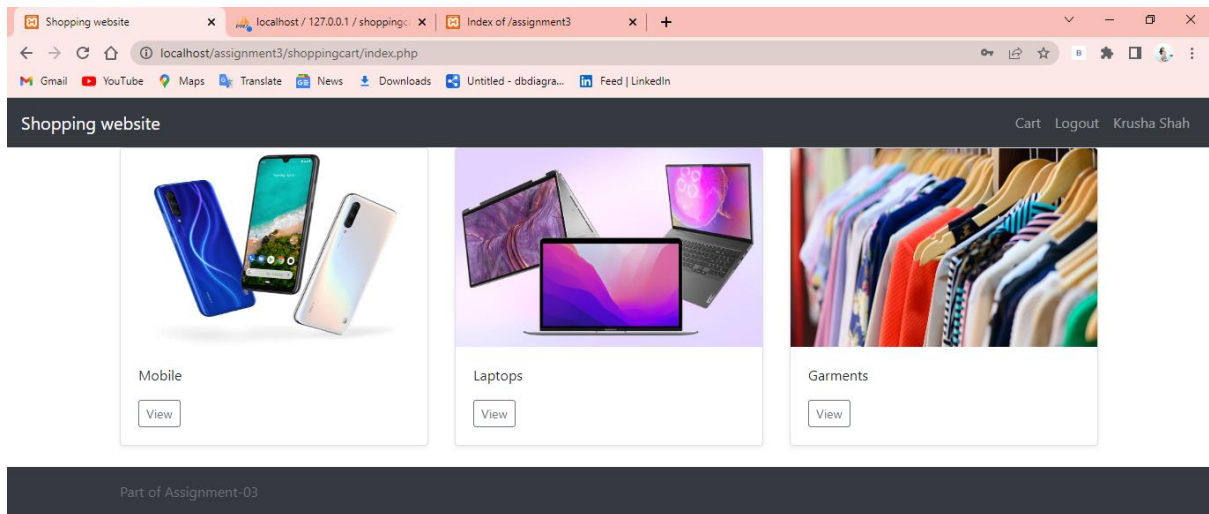 Shopping website
localhost / 127.0.0.1 / shoppingc
Index of /assignment3
localhost/assignment3/shoppingcart/index.php
Gmail YouTube Maps Translate News Downloads Untitled - dbdiagra... Feed | LinkedIn
Shopping website Cart Logout Krusha Shah
Mobile Laptops Garments
View View View
Part of Assignment-03